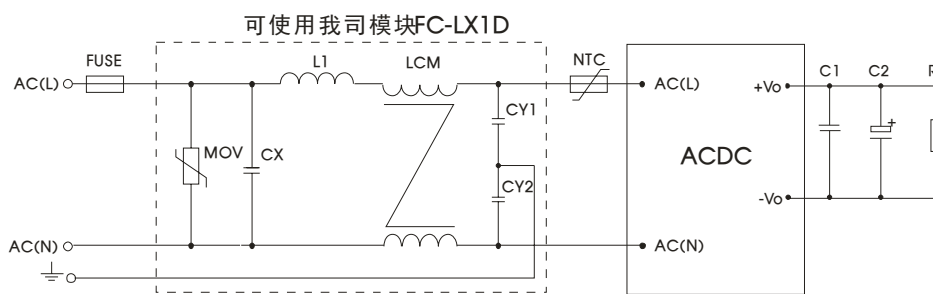 可使用我司模块FC-LX1D
FUSE
L1
LCM
NTC
AC(L)
AC(L)
+Vo
C1
C2
R
CY1
MOV
CX
ACDC
CY2
-Vo
AC(N)
AC(N)
+